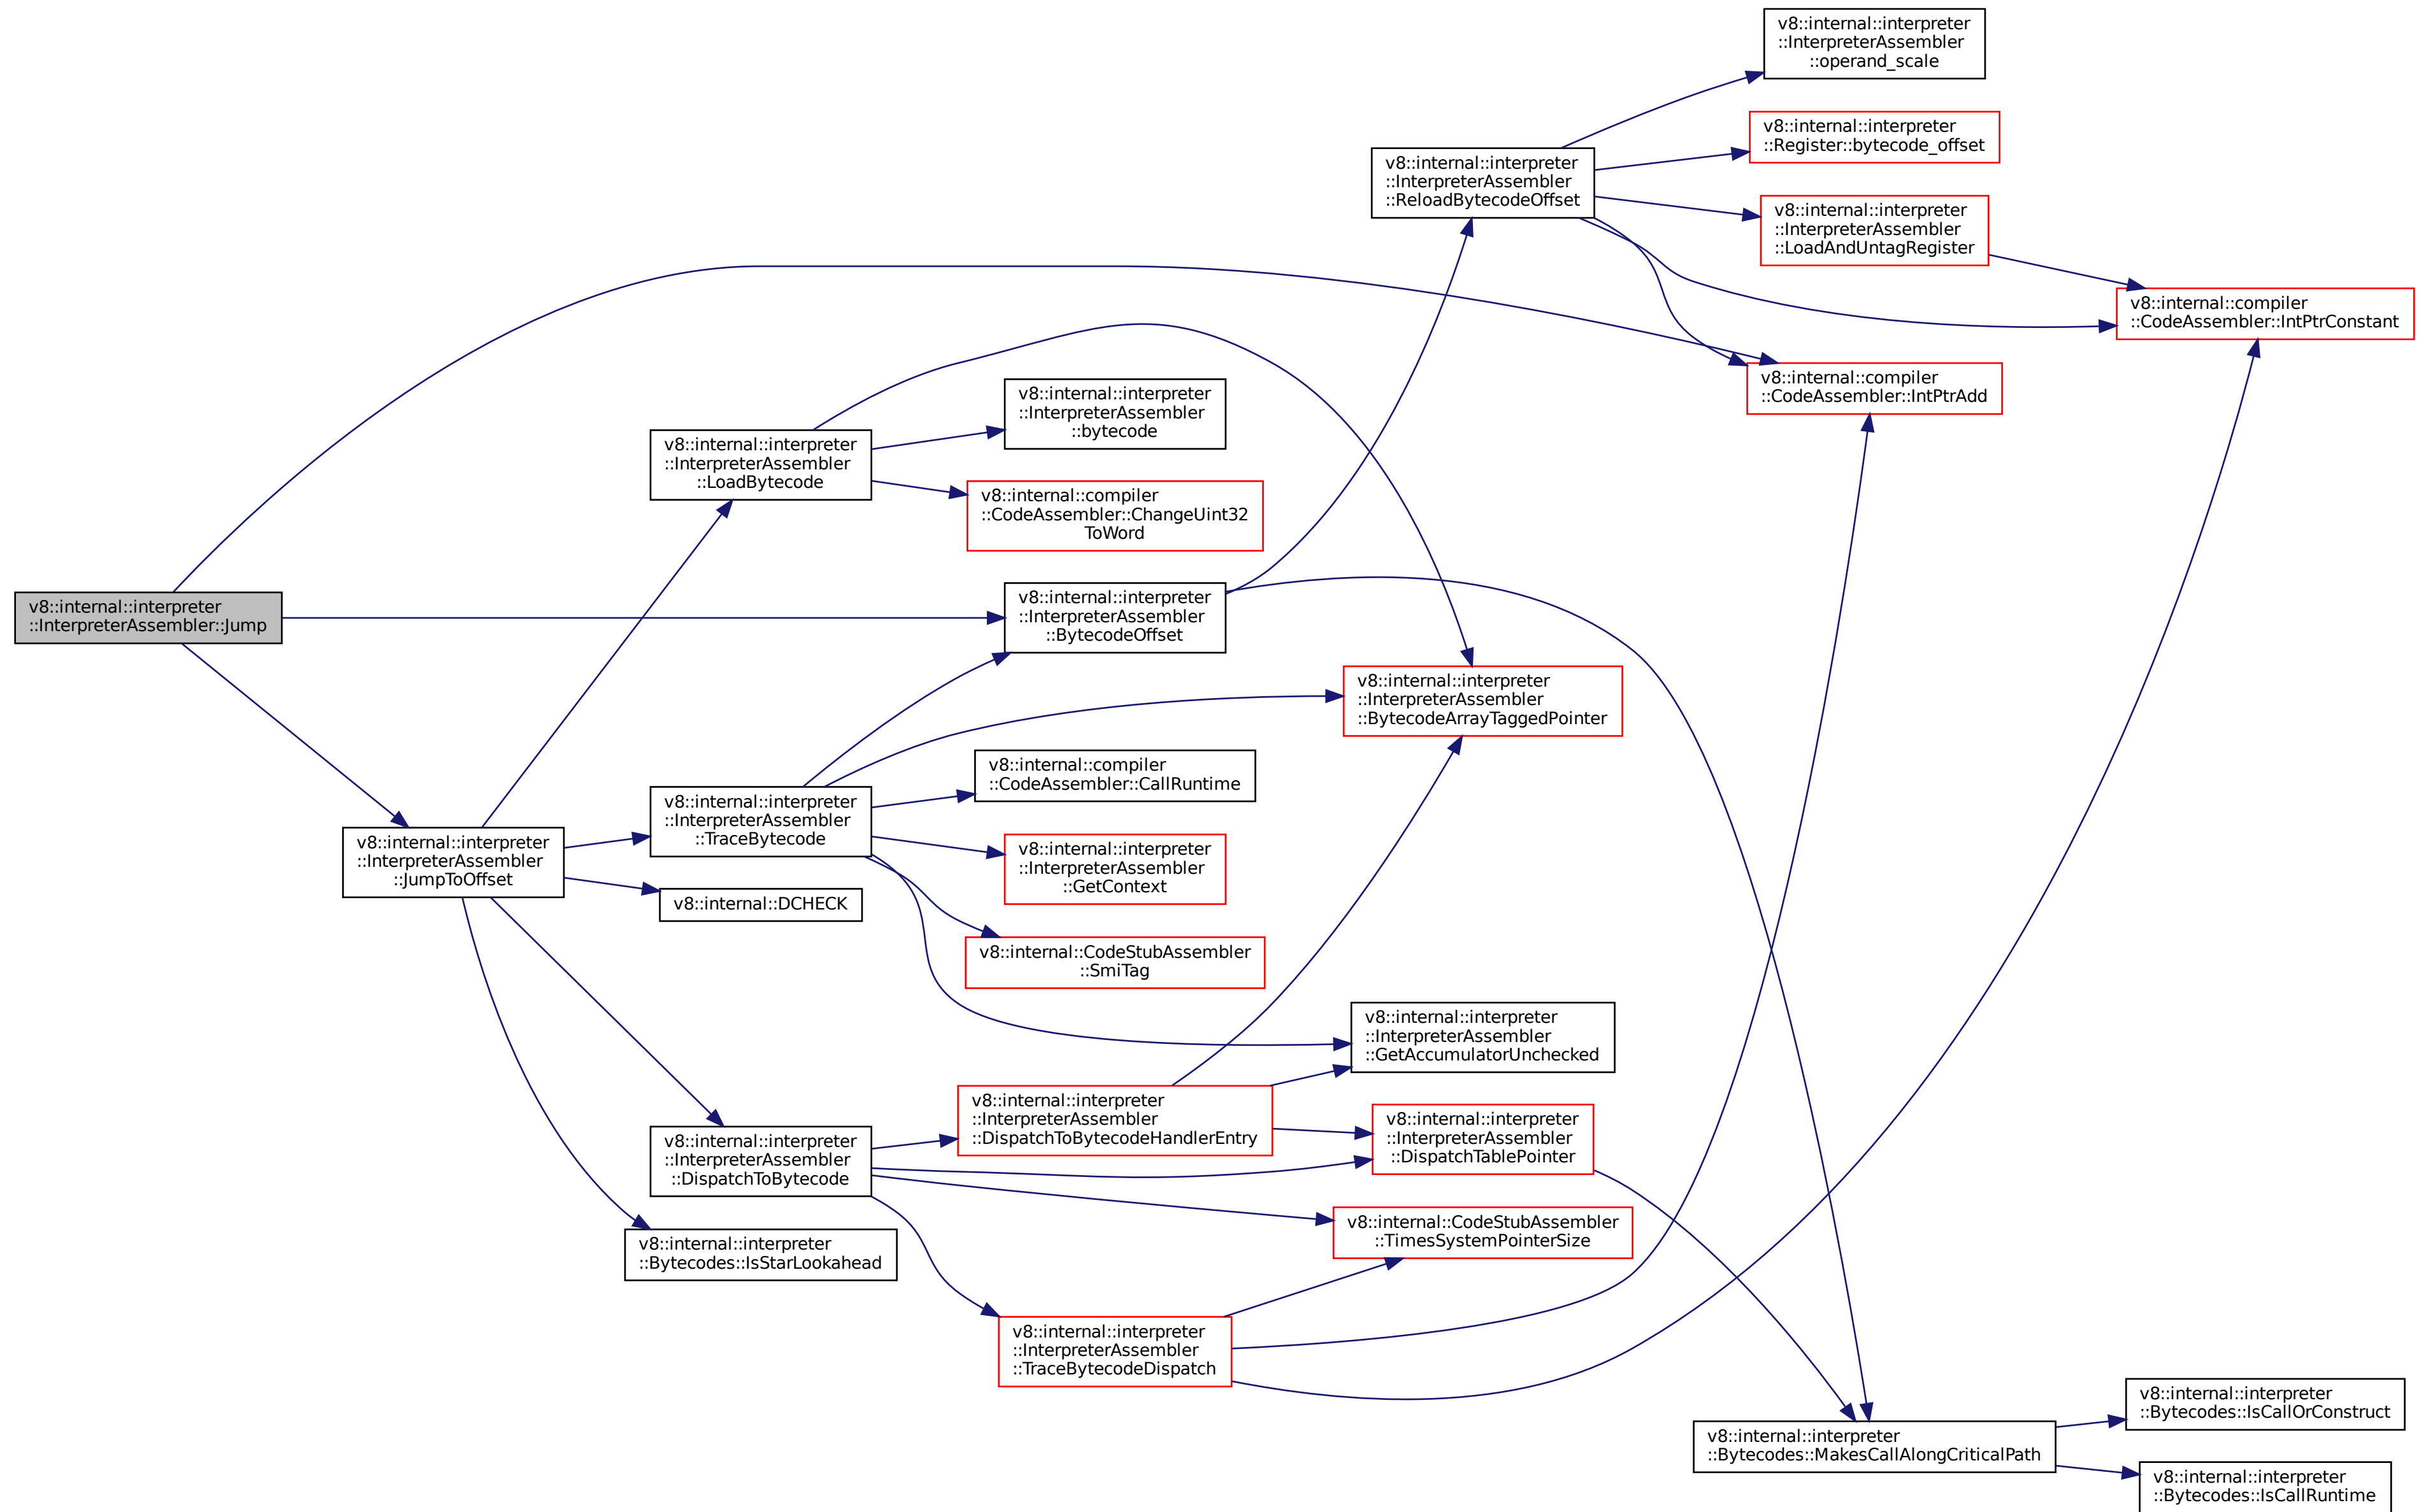 v8::internal::interpreter
::InterpreterAssembler
::operand_scale
v8::internal::interpreter
::Register::bytecode_offset
v8::internal::interpreter
::InterpreterAssembler
::ReloadBytecodeOffset
v8::internal::interpreter
::InterpreterAssembler
::LoadAndUntagRegister
v8::internal::compiler
::CodeAssembler::IntPtrConstant
v8::internal::compiler
::CodeAssembler::IntPtrAdd
v8::internal::interpreter
::InterpreterAssembler
::bytecode
v8::internal::interpreter
::InterpreterAssembler
::LoadBytecode
v8::internal::compiler
::CodeAssembler::ChangeUint32
ToWord
v8::internal::interpreter
::InterpreterAssembler::Jump
v8::internal::interpreter
::InterpreterAssembler
::BytecodeOffset
v8::internal::interpreter
::InterpreterAssembler
::BytecodeArrayTaggedPointer
v8::internal::compiler
::CodeAssembler::CallRuntime
v8::internal::interpreter
::InterpreterAssembler
::TraceBytecode
v8::internal::interpreter
::InterpreterAssembler
::GetContext
v8::internal::interpreter
::InterpreterAssembler
::JumpToOffset
v8::internal::DCHECK
v8::internal::CodeStubAssembler
::SmiTag
v8::internal::interpreter
::InterpreterAssembler
::GetAccumulatorUnchecked
v8::internal::interpreter
::InterpreterAssembler
::DispatchToBytecodeHandlerEntry
v8::internal::interpreter
::InterpreterAssembler
::DispatchTablePointer
v8::internal::interpreter
::InterpreterAssembler
::DispatchToBytecode
v8::internal::CodeStubAssembler
::TimesSystemPointerSize
v8::internal::interpreter
::Bytecodes::IsStarLookahead
v8::internal::interpreter
::InterpreterAssembler
::TraceBytecodeDispatch
v8::internal::interpreter
::Bytecodes::IsCallOrConstruct
v8::internal::interpreter
::Bytecodes::MakesCallAlongCriticalPath
v8::internal::interpreter
::Bytecodes::IsCallRuntime